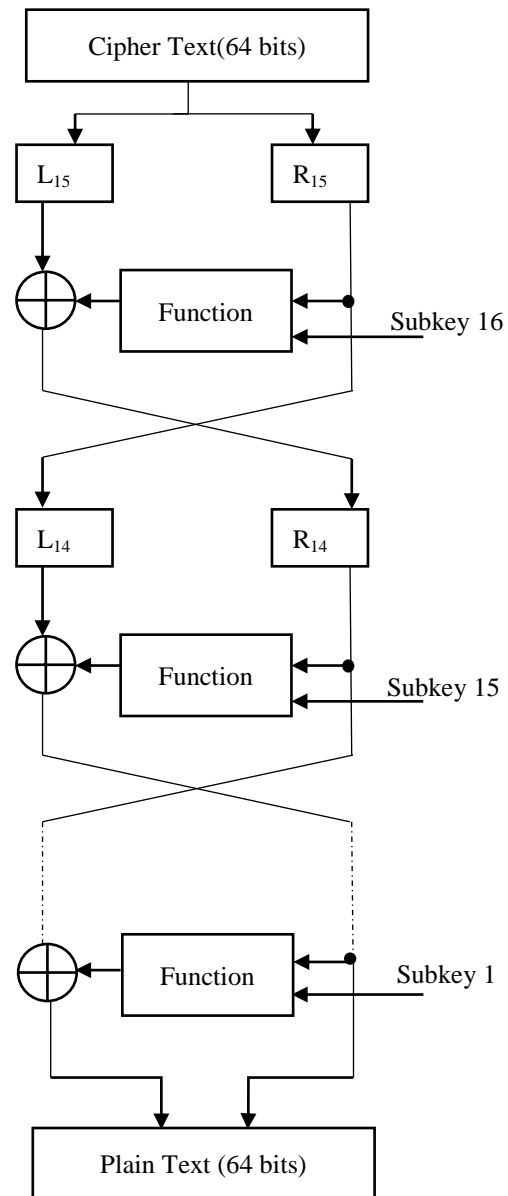 Cipher Text(64 bits)
L₁₅
R₁₅
Function
Subkey 16
L₁₄
R₁₄
Function
Subkey 15
Function
Subkey 1
Plain Text (64 bits)